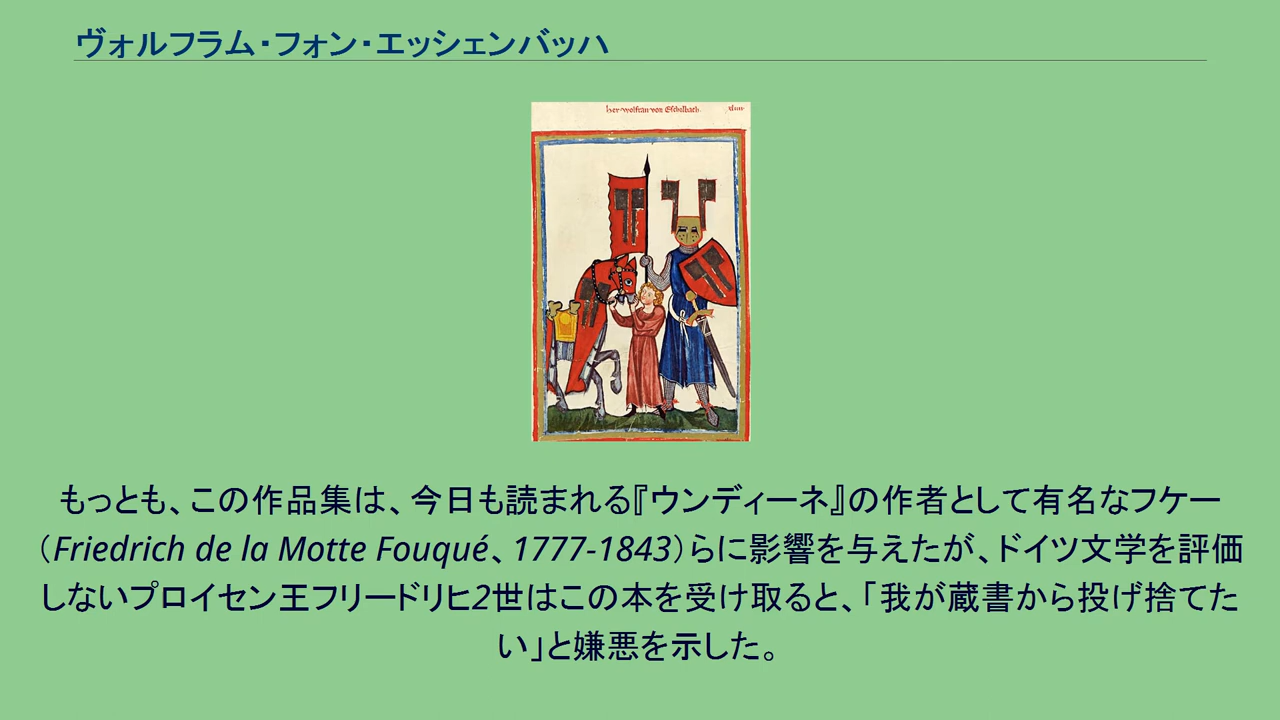 ヴォルフラム・フォン・エッシェンバッハ
her wolfran von Eschelbach.
もっとも、この作品集は、今日も読まれる『ウンディーネ』の作者として有名なフケー
（Friedrich de la Motte Fouqué、1777-1843）らに影響を与えたが、ドイツ文学を評価
しないプロイセン王フリードリヒ2世はこの本を受け取ると、「我が蔵書から投げ捨てた
い」と嫌悪を示した。